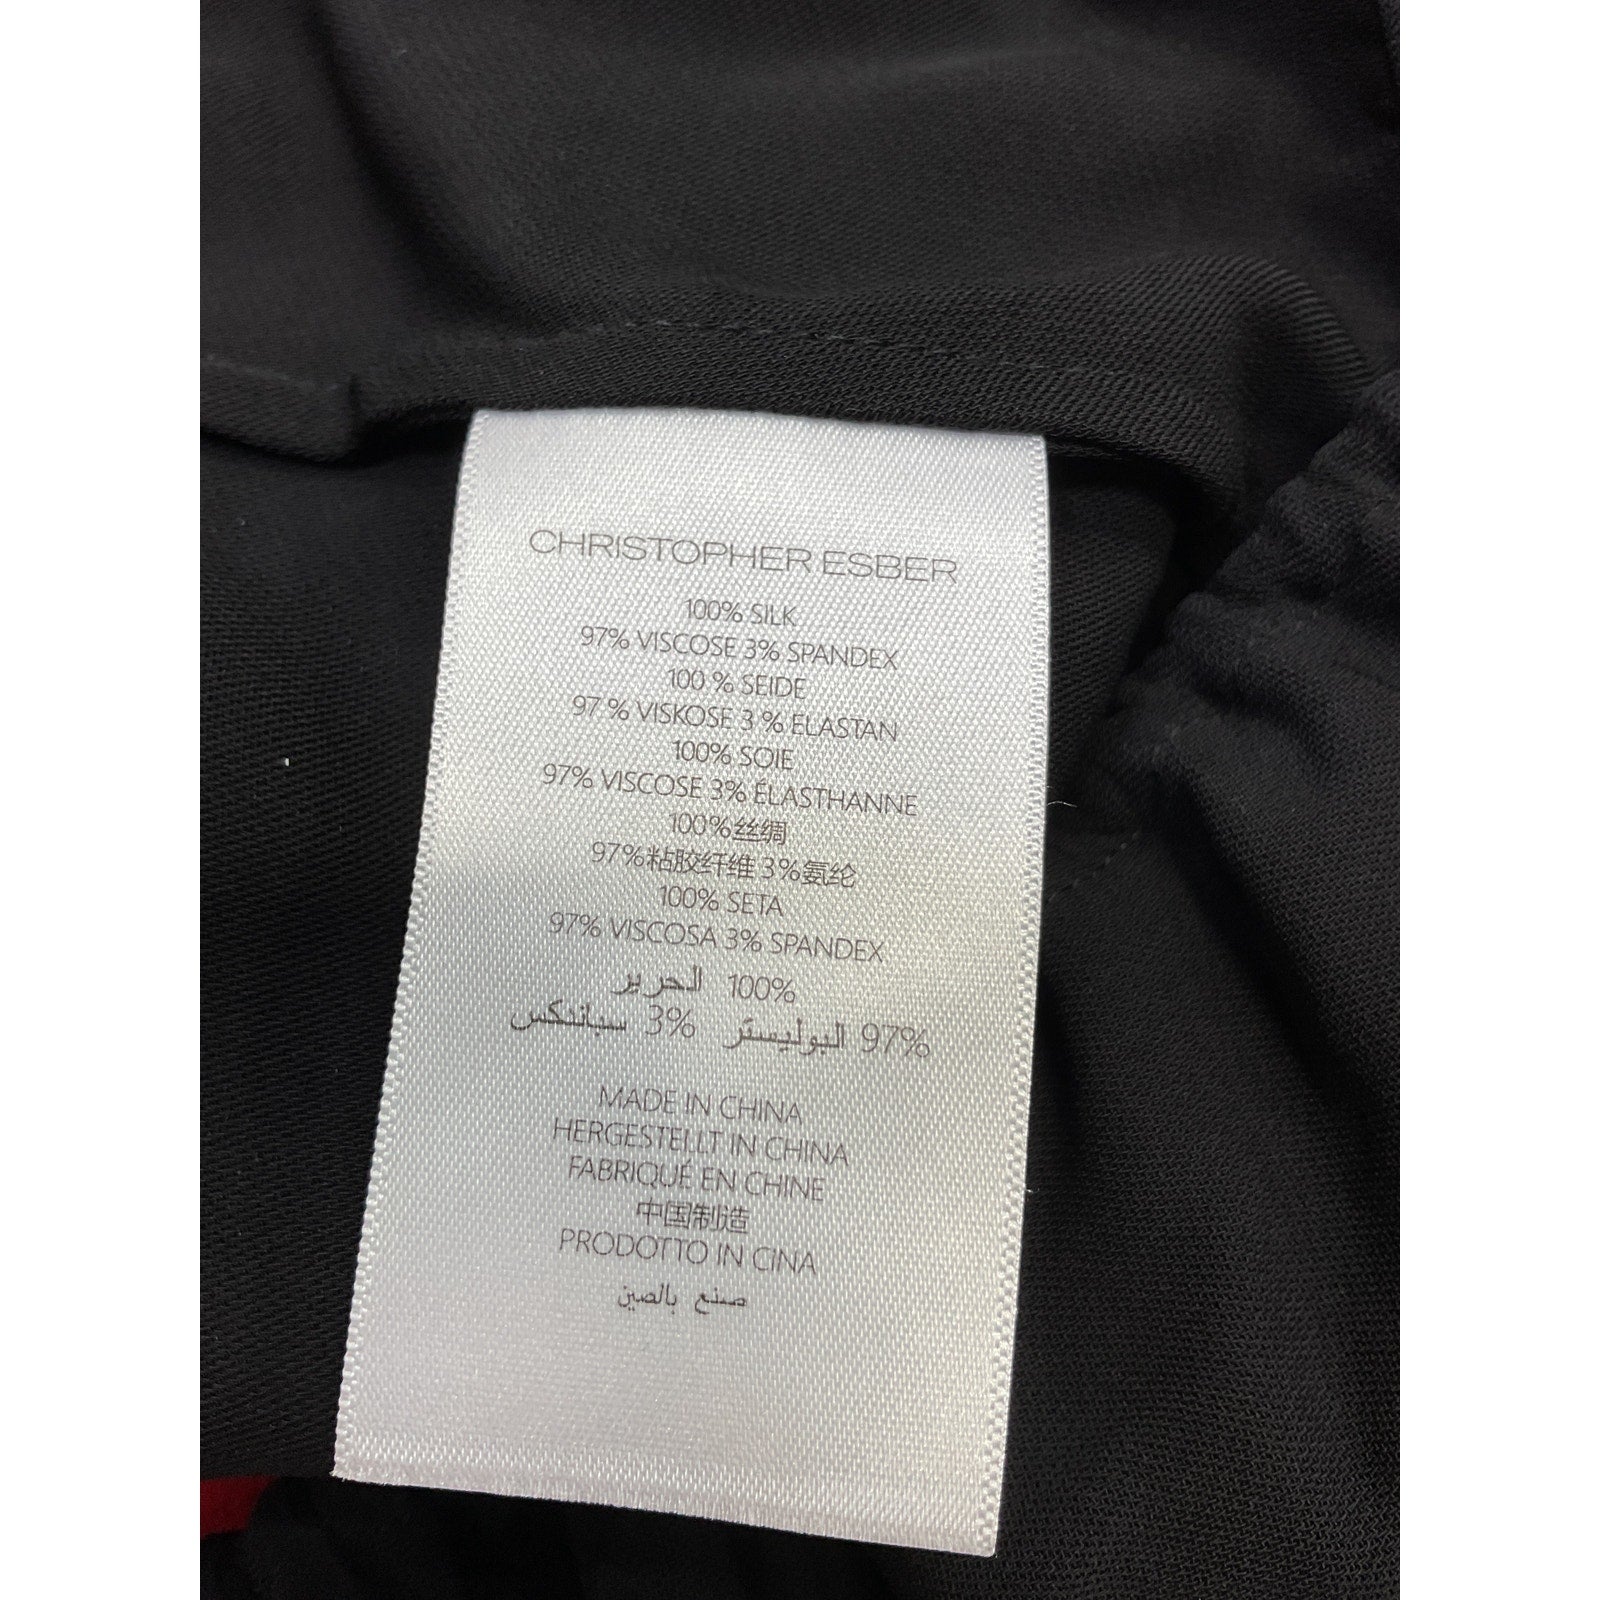 CHRISTOPHER ESBER
100% SILK
97% VISCOSE 3% SPANDEX
100 % SEIDE
97 % VISKOSE 3 % ELASTAN
100% SOIE
97% VISCOSE 3% ÉLASTHANNE
100%丝绸
97%粘胶纤维 3%氨纶
100% SETA
97% VISCOSA 3% SPANDEX
100% الحرير
97% البوليستر 3% سباندكس
MADE IN CHINA
HERGESTELLT IN CHINA
FABRIQUÉ EN CHINE
中国制造
PRODOTTO IN CINA
صنع بالصين